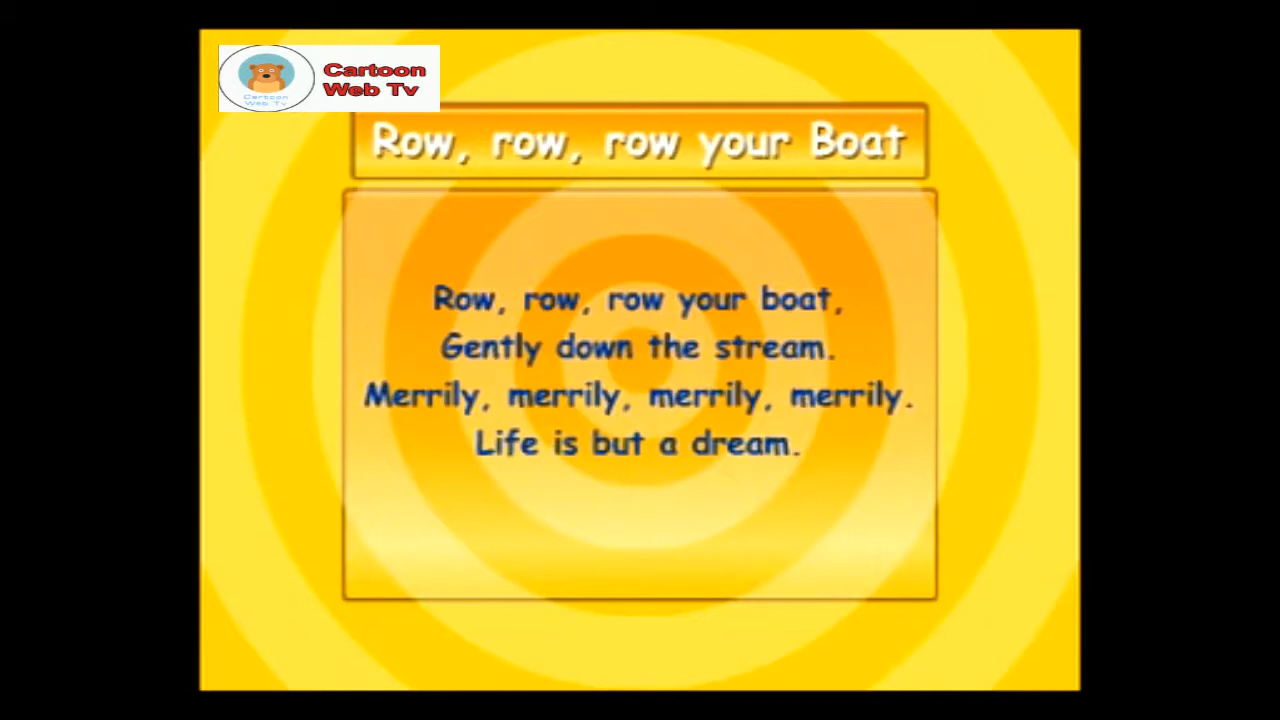 Cartoon
Web Tv
Cartoon
Web Tv
Row, row, row your Boat
Row, row, row your boat,
Gently down the stream.
Merrily, merrily, merrily, merrily.
Life is but a dream.